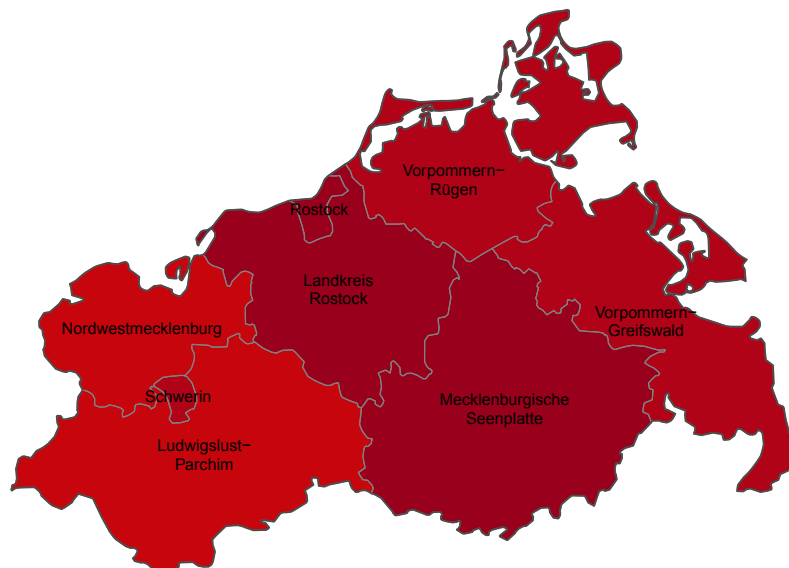 Vorpommern−
Rügen
Rostock
Landkreis
Rostock
Vorpommern−
Greifswald
Nordwestmecklenburg
Schwerin
Mecklenburgische
Seenplatte
Ludwigslust−
Parchim